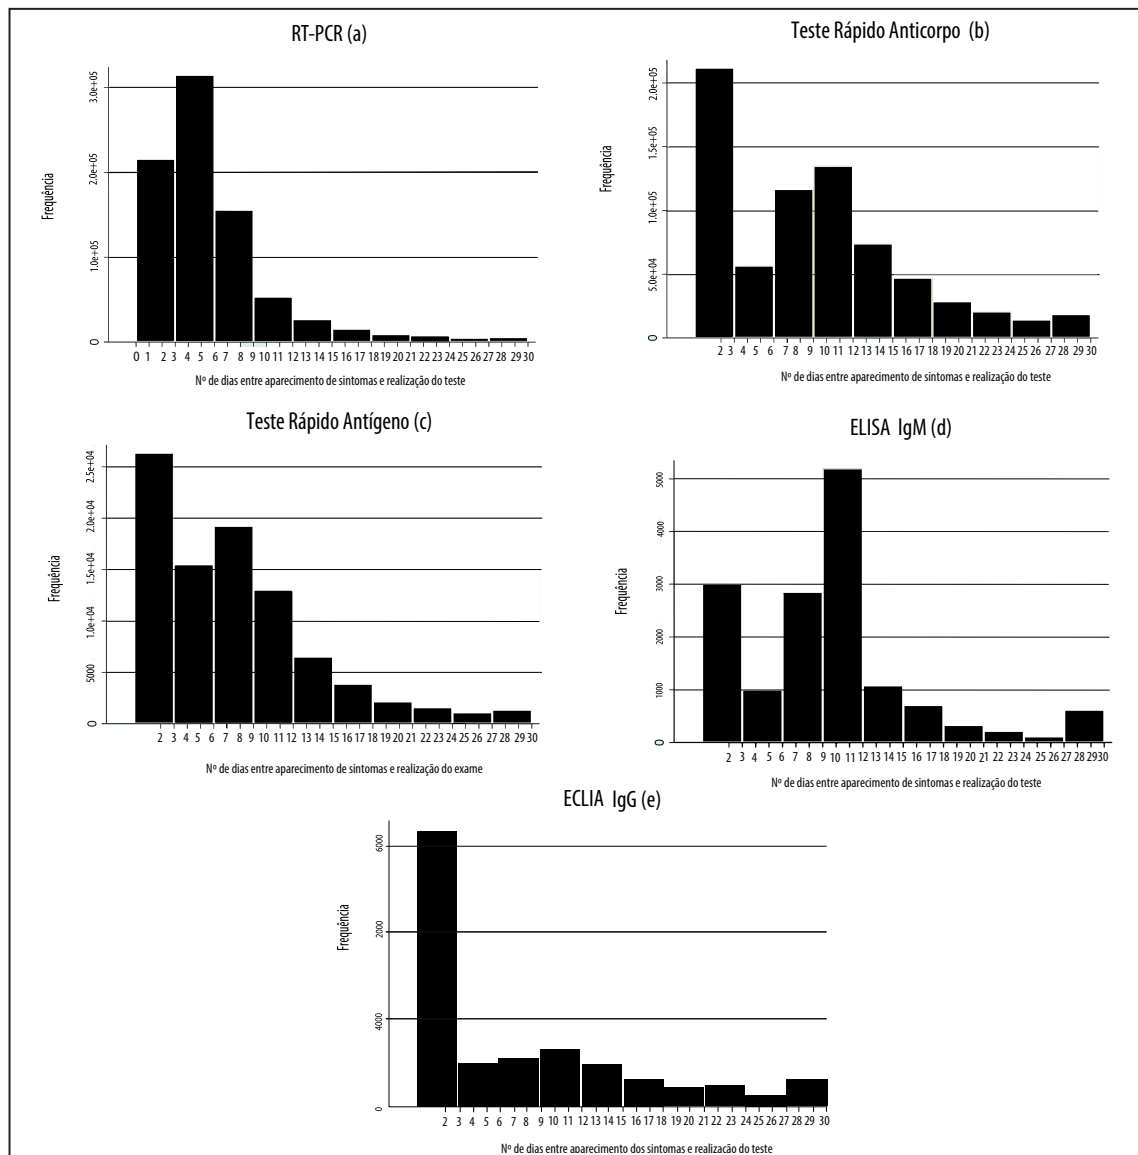 RT-PCR (a)
Frequência
3.0e+05
2.0e+05
1.0e+05
0
0 1 2 3 4 5 6 7 8 9 10 11 12 13 14 15 16 17 18 19 20 21 22 23 24 25 26 27 28 29 30
Nº de dias entre aparecimento de sintomas e realização do teste
Teste Rápido Anticorpo (b)
Frequência
2.0e+05
1.5e+05
1.0e+05
5.0e+04
0
2 3 4 5 6 7 8 9 10 11 12 13 14 15 16 17 18 19 20 21 22 23 24 25 26 27 28 29 30
Nº de dias entre aparecimento de sintomas e realização do teste
Teste Rápido Antígeno (c)
Frequência
2.5e+04
2.0e+04
1.5e+04
1.0e+04
5000
0
2 3 4 5 6 7 8 9 10 11 12 13 14 15 16 17 18 19 20 21 22 23 24 25 26 27 28 29 30
Nº de dias entre aparecimento de sintomas e realização do exame
ELISA IgM (d)
Frequência
5000
4000
3000
2000
1000
0
2 3 4 5 6 7 8 9 10 11 12 13 14 15 16 17 18 19 20 21 22 23 24 25 26 27 28 29 30
Nº de dias entre aparecimento de sintomas e realização do teste
ECLIA IgG (e)
Frequência
6000
2000
4000
0
2 3 4 5 6 7 8 9 10 11 12 13 14 15 16 17 18 19 20 21 22 23 24 25 26 27 28 29 30
Nº de dias entre aparecimento dos sintomas e realização do teste